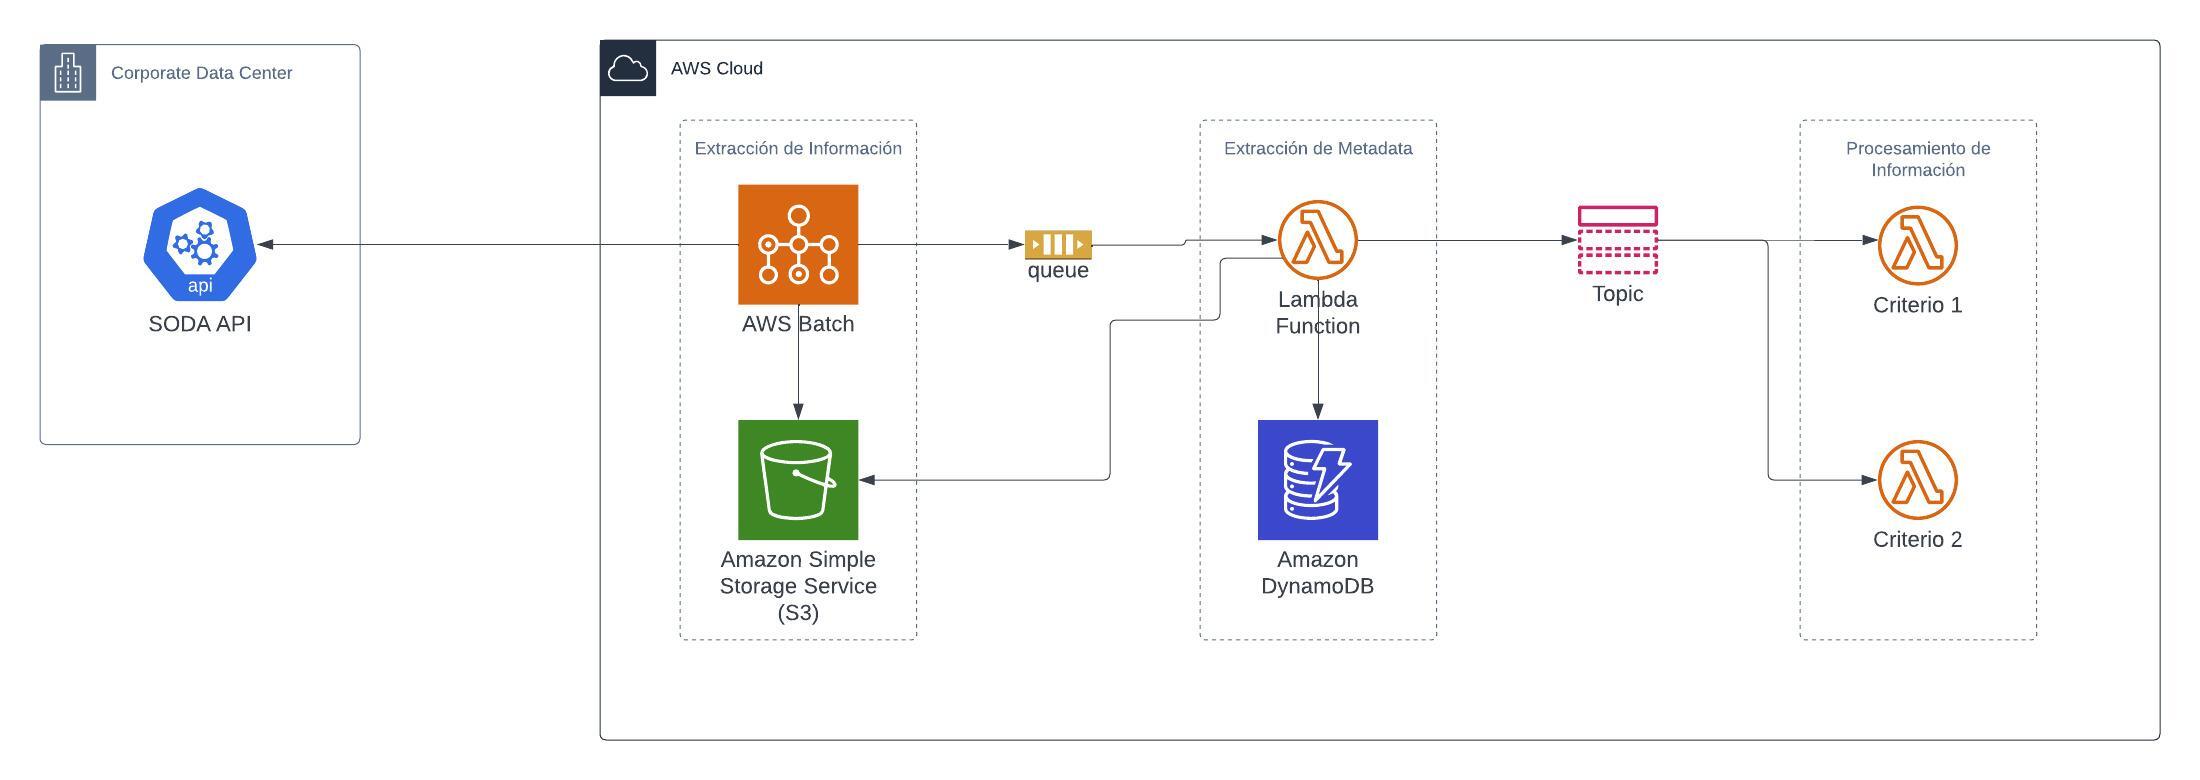 Corporate Data Center
api
SODA API
AWS Cloud
Extracción de Información
AWS Batch
Amazon Simple
Storage Service
(S3)
queue
Extracción de Metadata
Lambda
Function
Amazon
DynamoDB
Topic
Procesamiento de
Información
Criterio 1
Criterio 2